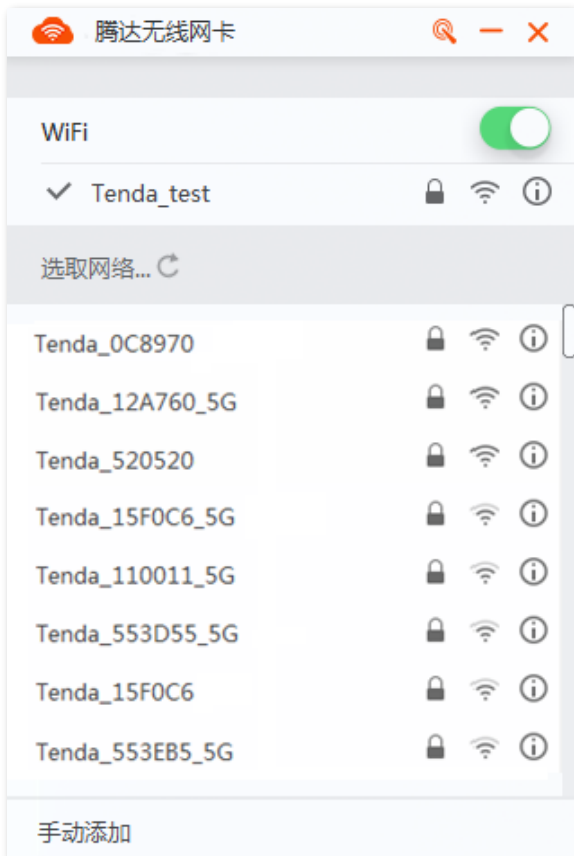 腾达无线网卡
WiFi
Tenda_test
选取网络...
Tenda_0C8970
Tenda_12A760_5G
Tenda_520520
Tenda_15F0C6_5G
Tenda_110011_5G
Tenda_553D55_5G
Tenda_15F0C6
Tenda_553EB5_5G
手动添加